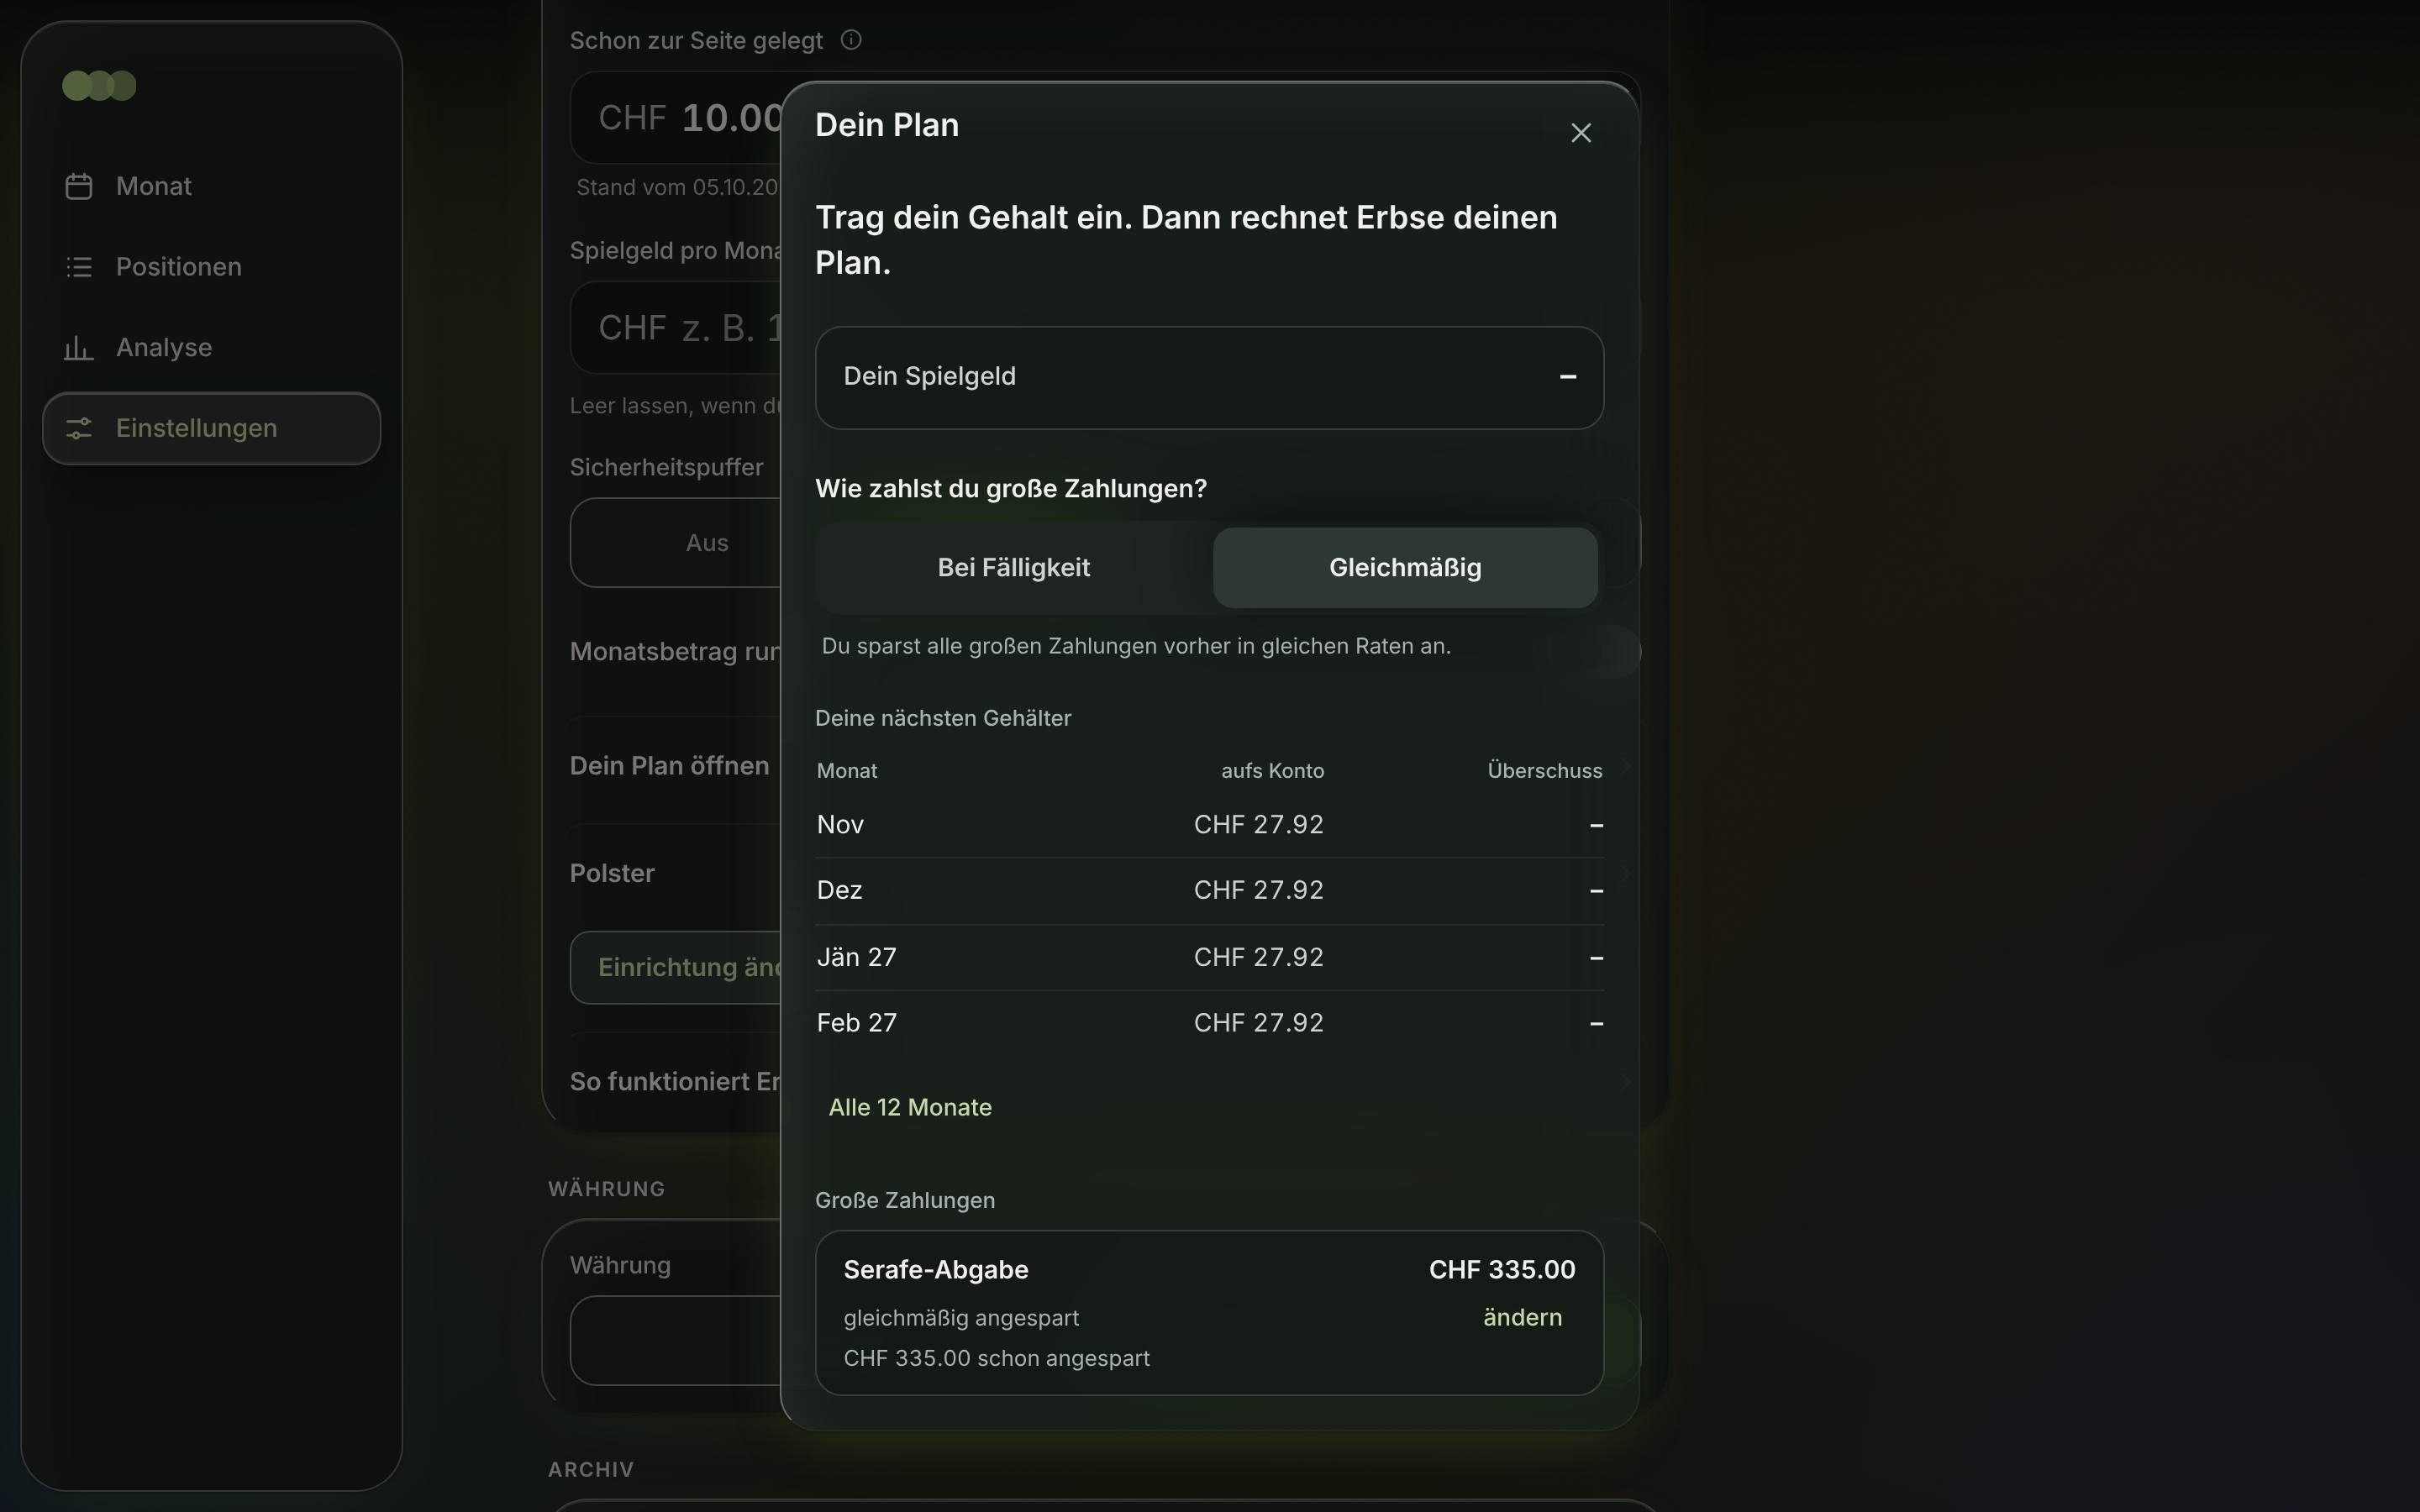 Monat
Positionen
Analyse
Einstellungen
Schon zur Seite gelegt
CHF 10.00
Stand vom 05.10.20
Spielgeld pro Mona
CHF z. B. 1
Leer lassen, wenn du
Sicherheitspuffer
Aus
Monatsbetrag run
Dein Plan öffnen
Polster
Einrichtung änd
So funktioniert Er
WÄHRUNG
Währung
ARCHIV
Dein Plan
Trag dein Gehalt ein. Dann rechnet Erbse deinen
Plan.
Dein Spielgeld –
Wie zahlst du große Zahlungen?
Bei Fälligkeit Gleichmäßig
Du sparst alle großen Zahlungen vorher in gleichen Raten an.
Deine nächsten Gehälter
Monat aufs Konto Überschuss
Nov CHF 27.92 –
Dez CHF 27.92 –
Jän 27 CHF 27.92 –
Feb 27 CHF 27.92 –
Alle 12 Monate
Große Zahlungen
Serafe-Abgabe CHF 335.00
gleichmäßig angespart ändern
CHF 335.00 schon angespart